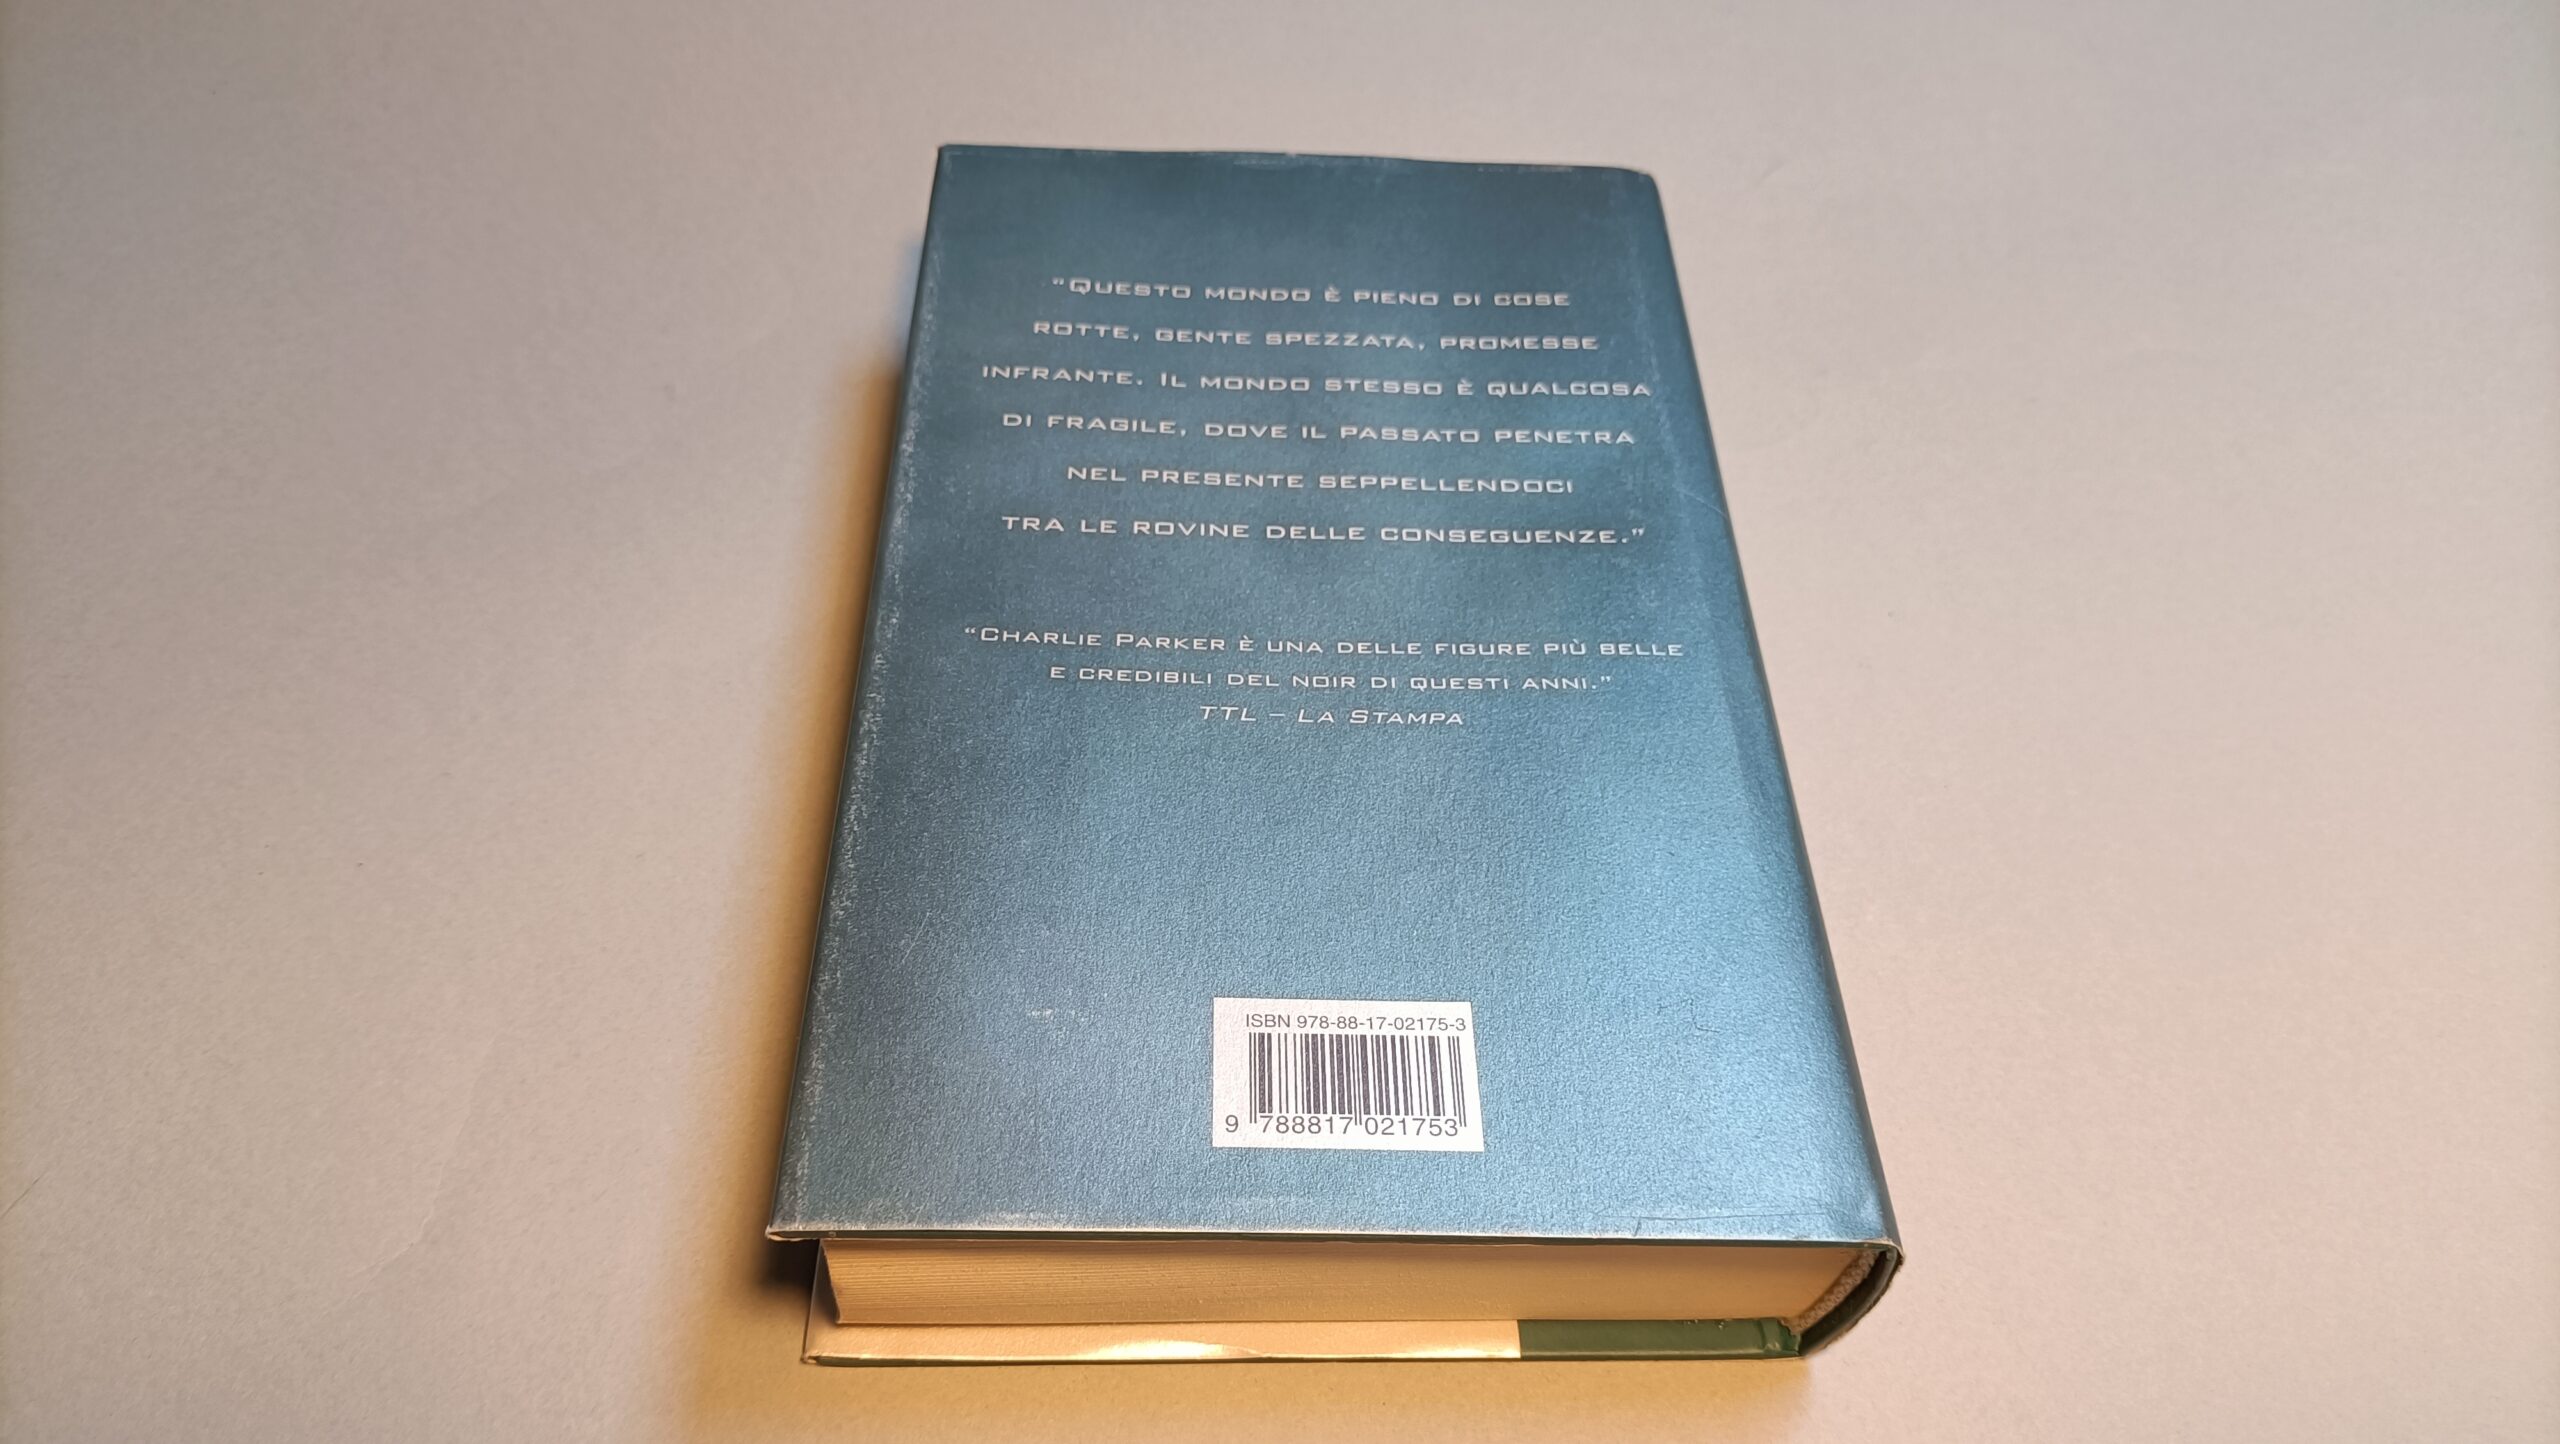 "Questo mondo è pieno di cose
rotte, gente spezzata, promesse
infrante. Il mondo stesso è qualcosa
di fragile, dove il passato penetra
nel presente seppellendoci
tra le rovine delle conseguenze."
"Charlie Parker è una delle figure più belle
e credibili del noir di questi anni."
TTL – La Stampa
ISBN 978-88-17-02175-3
9 788817 021753